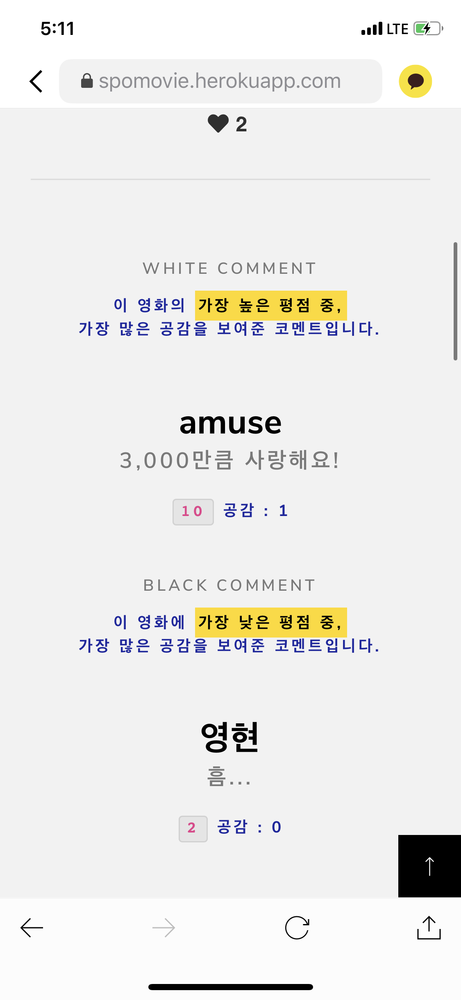 5:11
LTE
spomovie.herokuapp.com
2
WHITE COMMENT
이 영화의 가장 높은 평점 중,
가장 많은 공감을 보여준 코멘트입니다.
amuse
3,000만큼 사랑해요!
10 공감 : 1
BLACK COMMENT
이 영화에 가장 낮은 평점 중,
가장 많은 공감을 보여준 코멘트입니다.
영현
흠...
2 공감 : 0